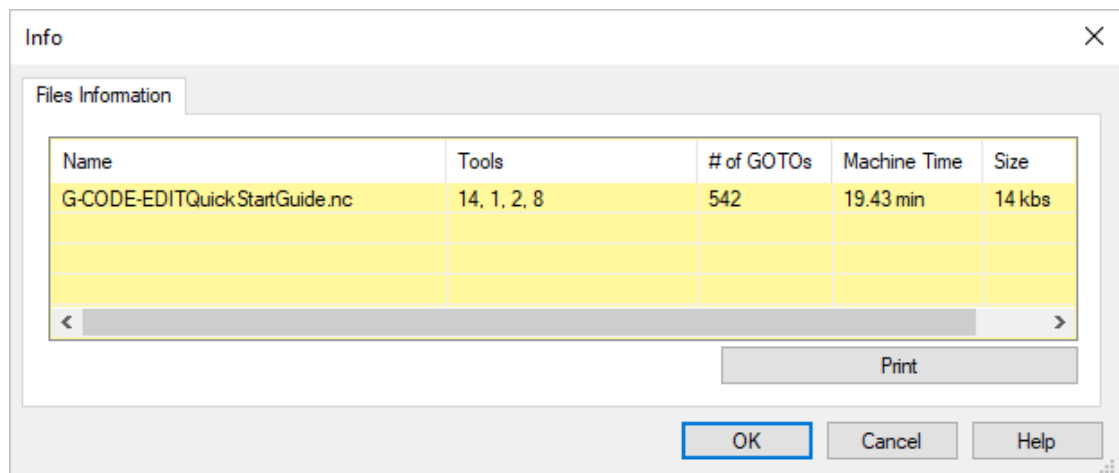 Info
Files Information
Name Tools # of GOTOs Machine Time Size
G-CODE-EDITQuickStartGuide.nc 14, 1, 2, 8 542 19.43 min 14 kbs
Print
OK Cancel Help